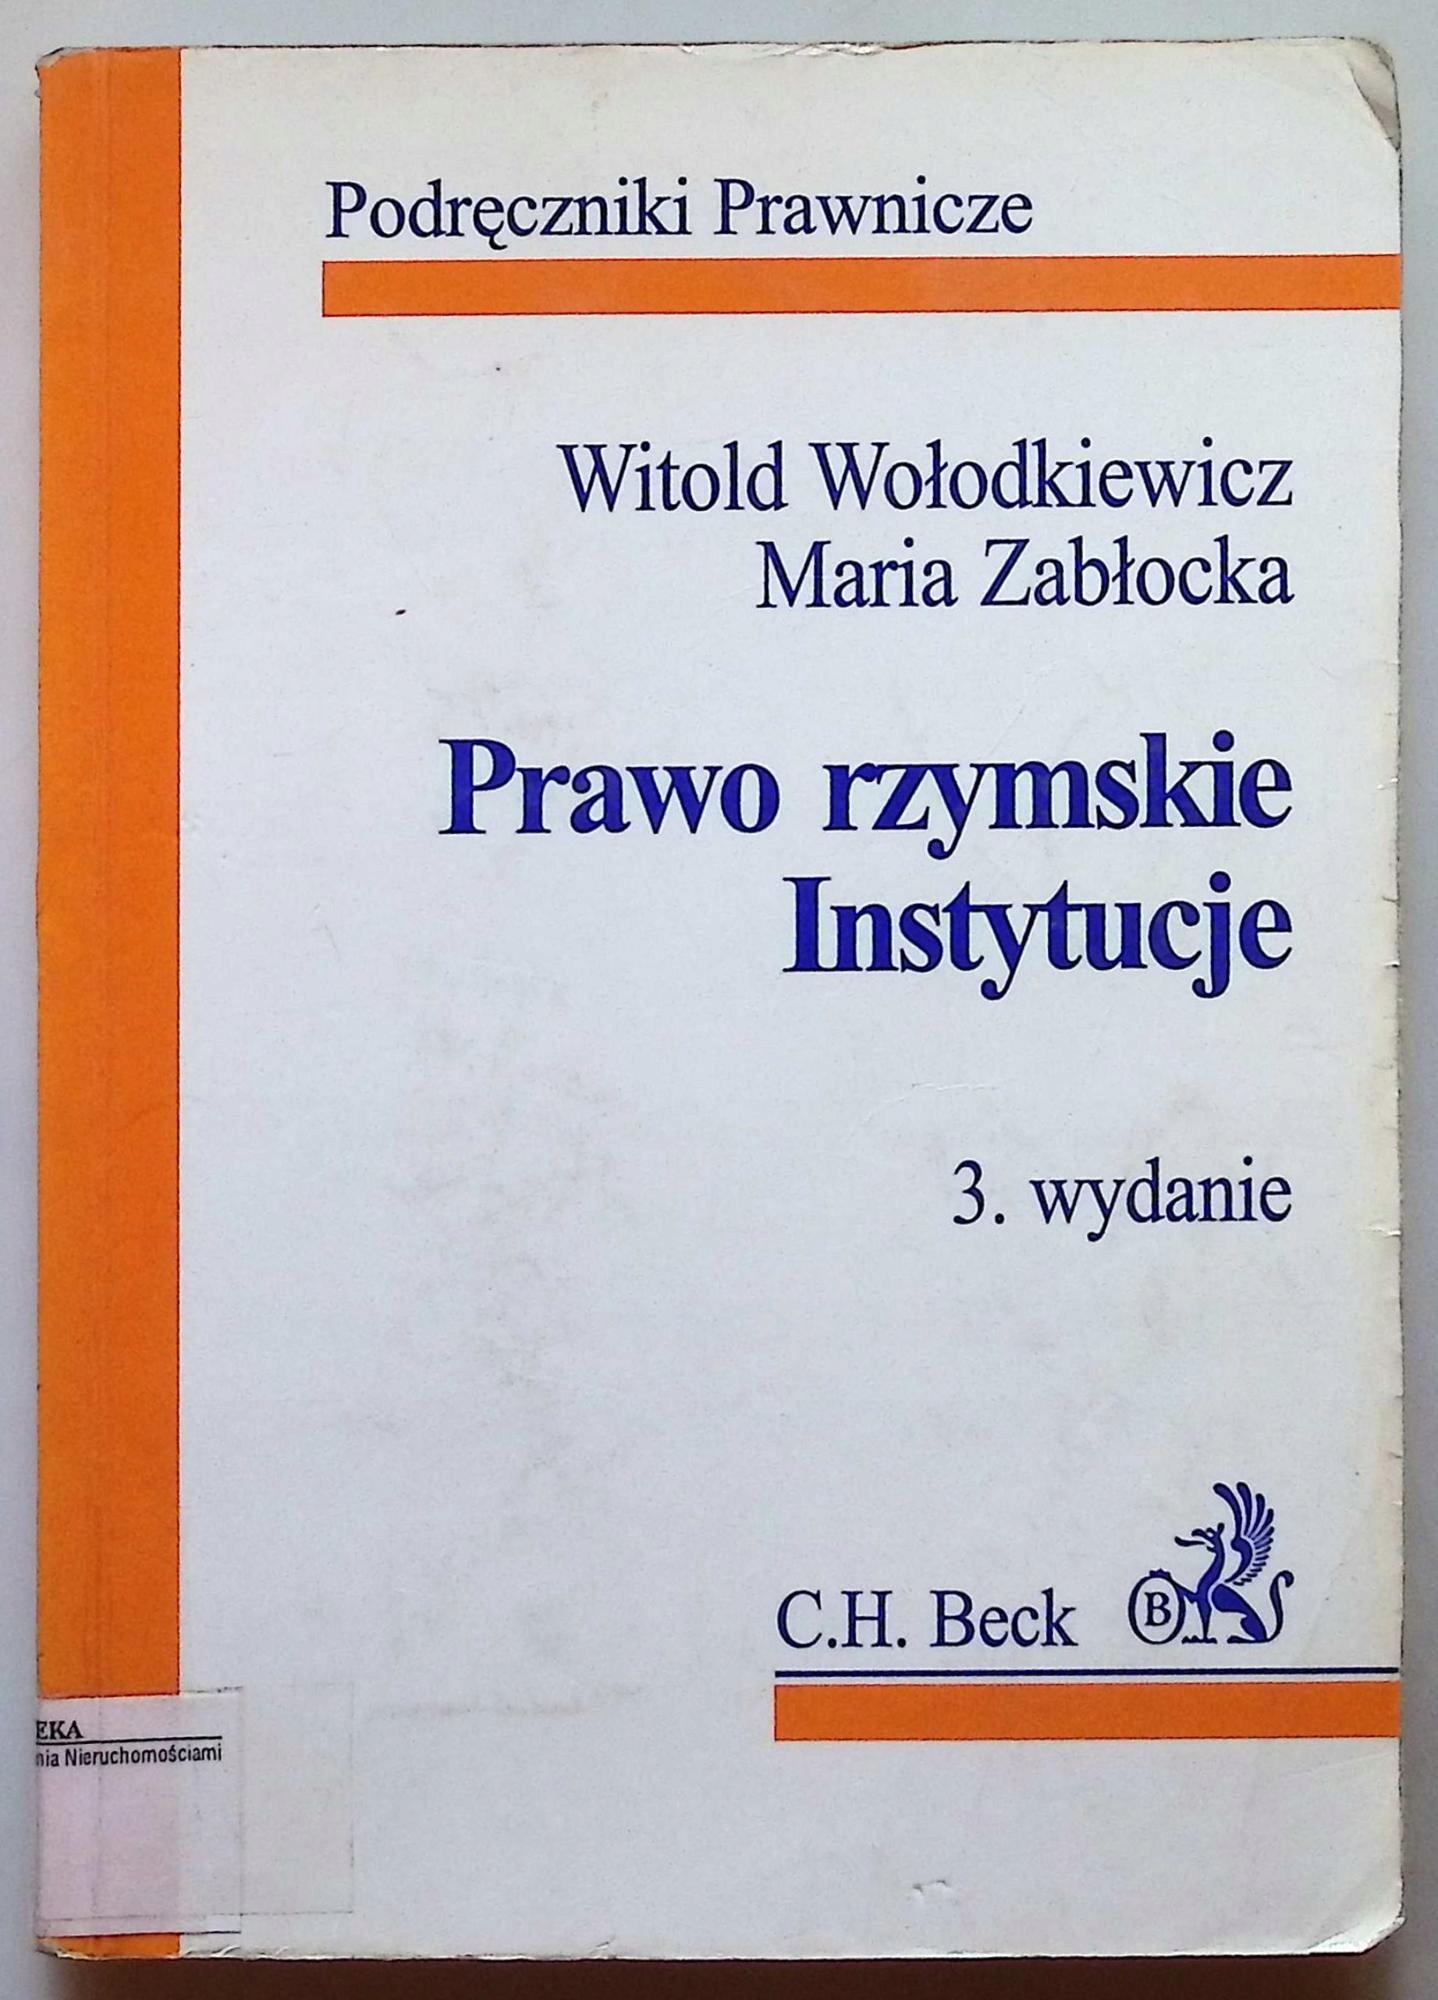 Podręczniki Prawnicze
Witold Wołodkiewicz
Maria Zabłocka
Prawo rzymskie
Instytucje
3. wydanie
C.H. Beck
B
EKA
nia Nieruchomościami